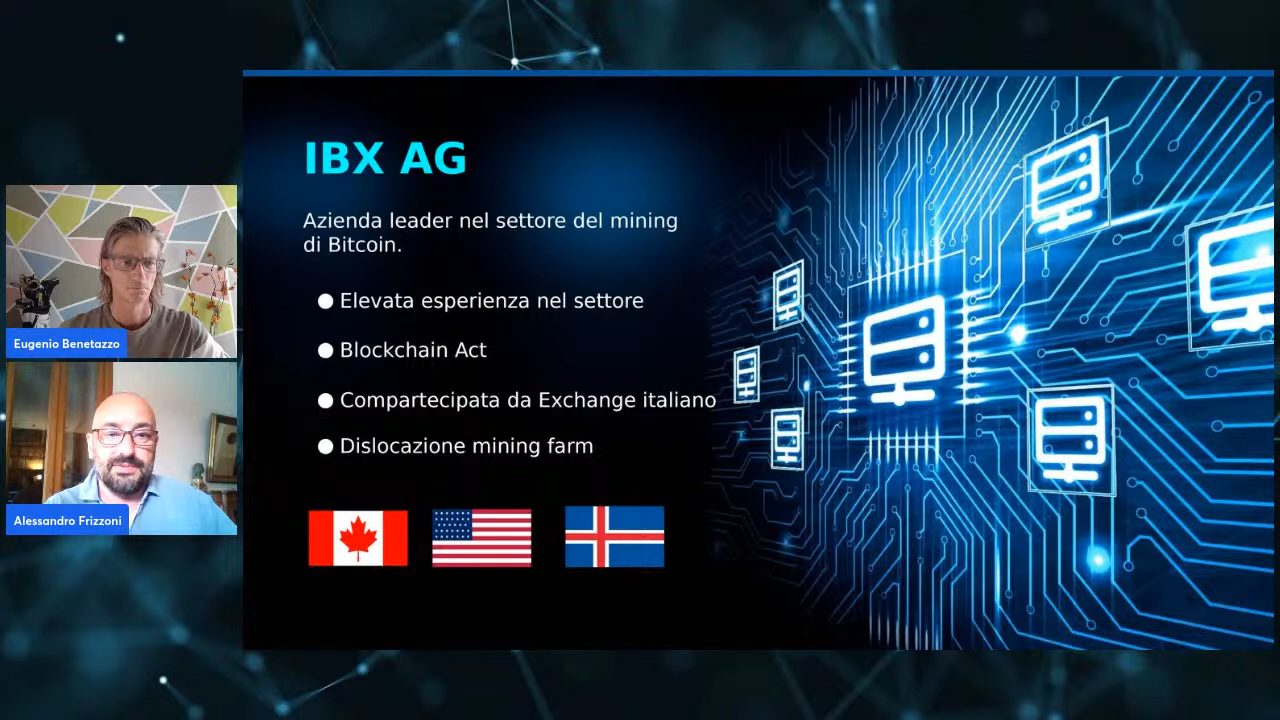 IBX AG
Azienda leader nel settore del mining
di Bitcoin.
Elevata esperienza nel settore
Blockchain Act
Compartecipata da Exchange italiano
Dislocazione mining farm
Eugenio Benetazzo
Alessandro Frizzoni